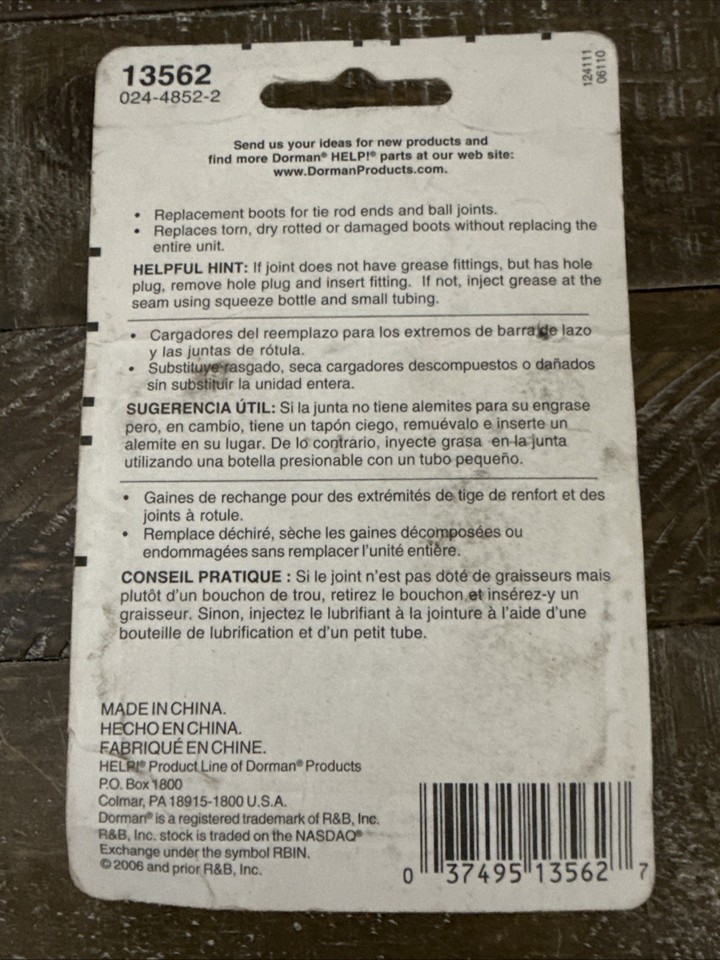 13562
024-4852-2
124111
06110
Send us your ideas for new products and
find more Dorman® HELP!® parts at our web site:
www.DormanProducts.com.
• Replacement boots for tie rod ends and ball joints.
• Replaces torn, dry rotted or damaged boots without replacing the
entire unit.
HELPFUL HINT: If joint does not have grease fittings, but has hole
plug, remove hole plug and insert fitting. If not, inject grease at the
seam using squeeze bottle and small tubing.
• Cargadores del reemplazo para los extremos de barra de lazo
y las juntas de rótula.
• Substituye rasgado, seca cargadores descompuestos o dañados
sin substituir la unidad entera.
SUGERENCIA ÚTIL: Si la junta no tiene alemites para su engrase
pero, en cambio, tiene un tapón ciego, remuévalo e inserte un
alemite en su lugar. De lo contrario, inyecte grasa en la junta
utilizando una botella presionable con un tubo pequeño.
• Gaines de rechange pour des extrémités de tige de renfort et des
joints à rotule.
• Remplace déchiré, sèche les gaines décomposées ou
endommagées sans remplacer l'unité entière.
CONSEIL PRATIQUE : Si le joint n'est pas doté de graisseurs mais
plutôt d'un bouchon de trou, retirez le bouchon et insérez-y un
graisseur. Sinon, injectez le lubrifiant à la jointure à l'aide d'une
bouteille de lubrification et d'un petit tube.
MADE IN CHINA.
HECHO EN CHINA.
FABRIQUÉ EN CHINE.
HELP!® Product Line of Dorman® Products
P.O. Box 1800
Colmar, PA 18915-1800 U.S.A.
Dorman® is a registered trademark of R&B, Inc.
R&B, Inc. stock is traded on the NASDAQ®
Exchange under the symbol RBIN.
© 2006 and prior R&B, Inc.
0 37495 13562 7